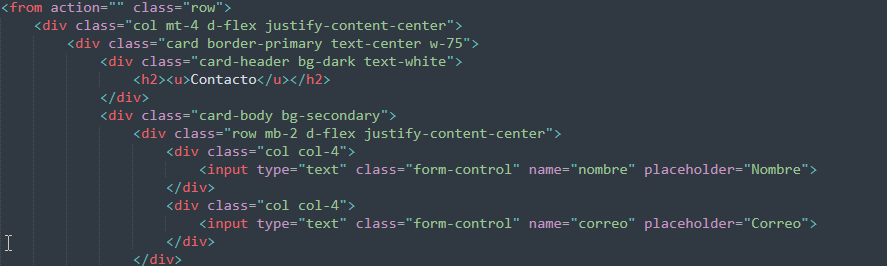 <from action="" class="row">
<div class="col mt-4 d-flex justify-content-center">
<div class="card border-primary text-center w-75">
<div class="card-header bg-dark text-white">
<h2><u>Contacto</u></h2>
</div>
<div class="card-body bg-secondary">
<div class="row mb-2 d-flex justify-content-center">
<div class="col col-4">
<input type="text" class="form-control" name="nombre" placeholder="Nombre">
</div>
<div class="col col-4">
<input type="text" class="form-control" name="correo" placeholder="Correo">
</div>
</div>